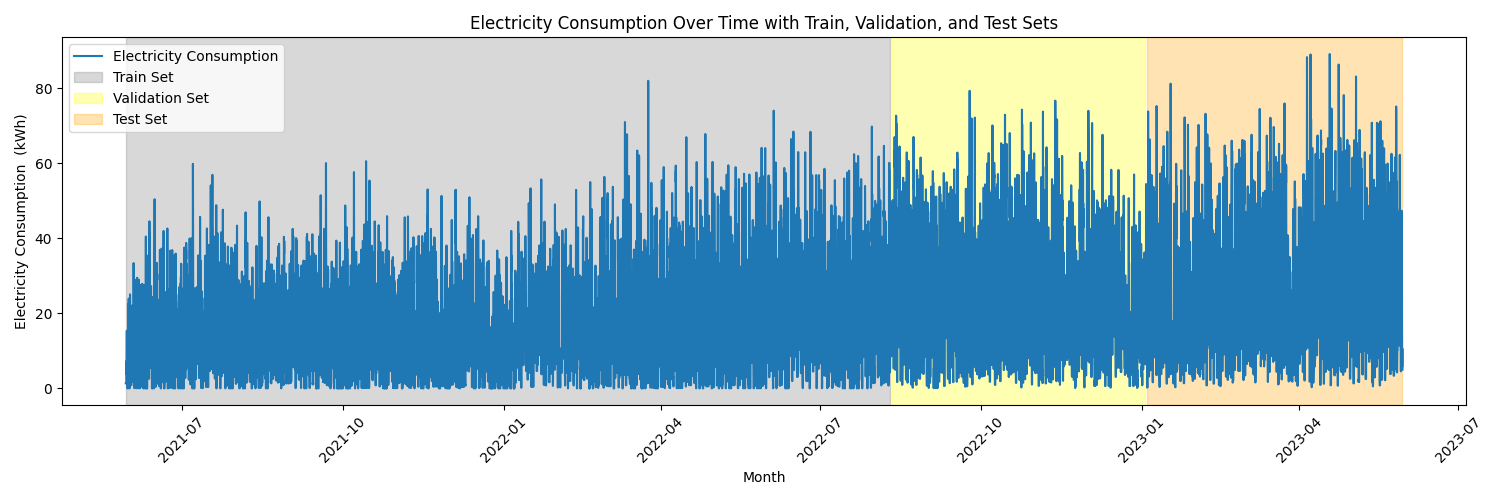 Electricity Consumption Over Time with Train, Validation, and Test Sets
Electricity Consumption
Train Set
Validation Set
Test Set
Electricity Consumption (kWh)
80
60
40
20
0
2021-07
2021-10
2022-01
2022-04
2022-07
2022-10
2023-01
2023-04
2023-07
Month